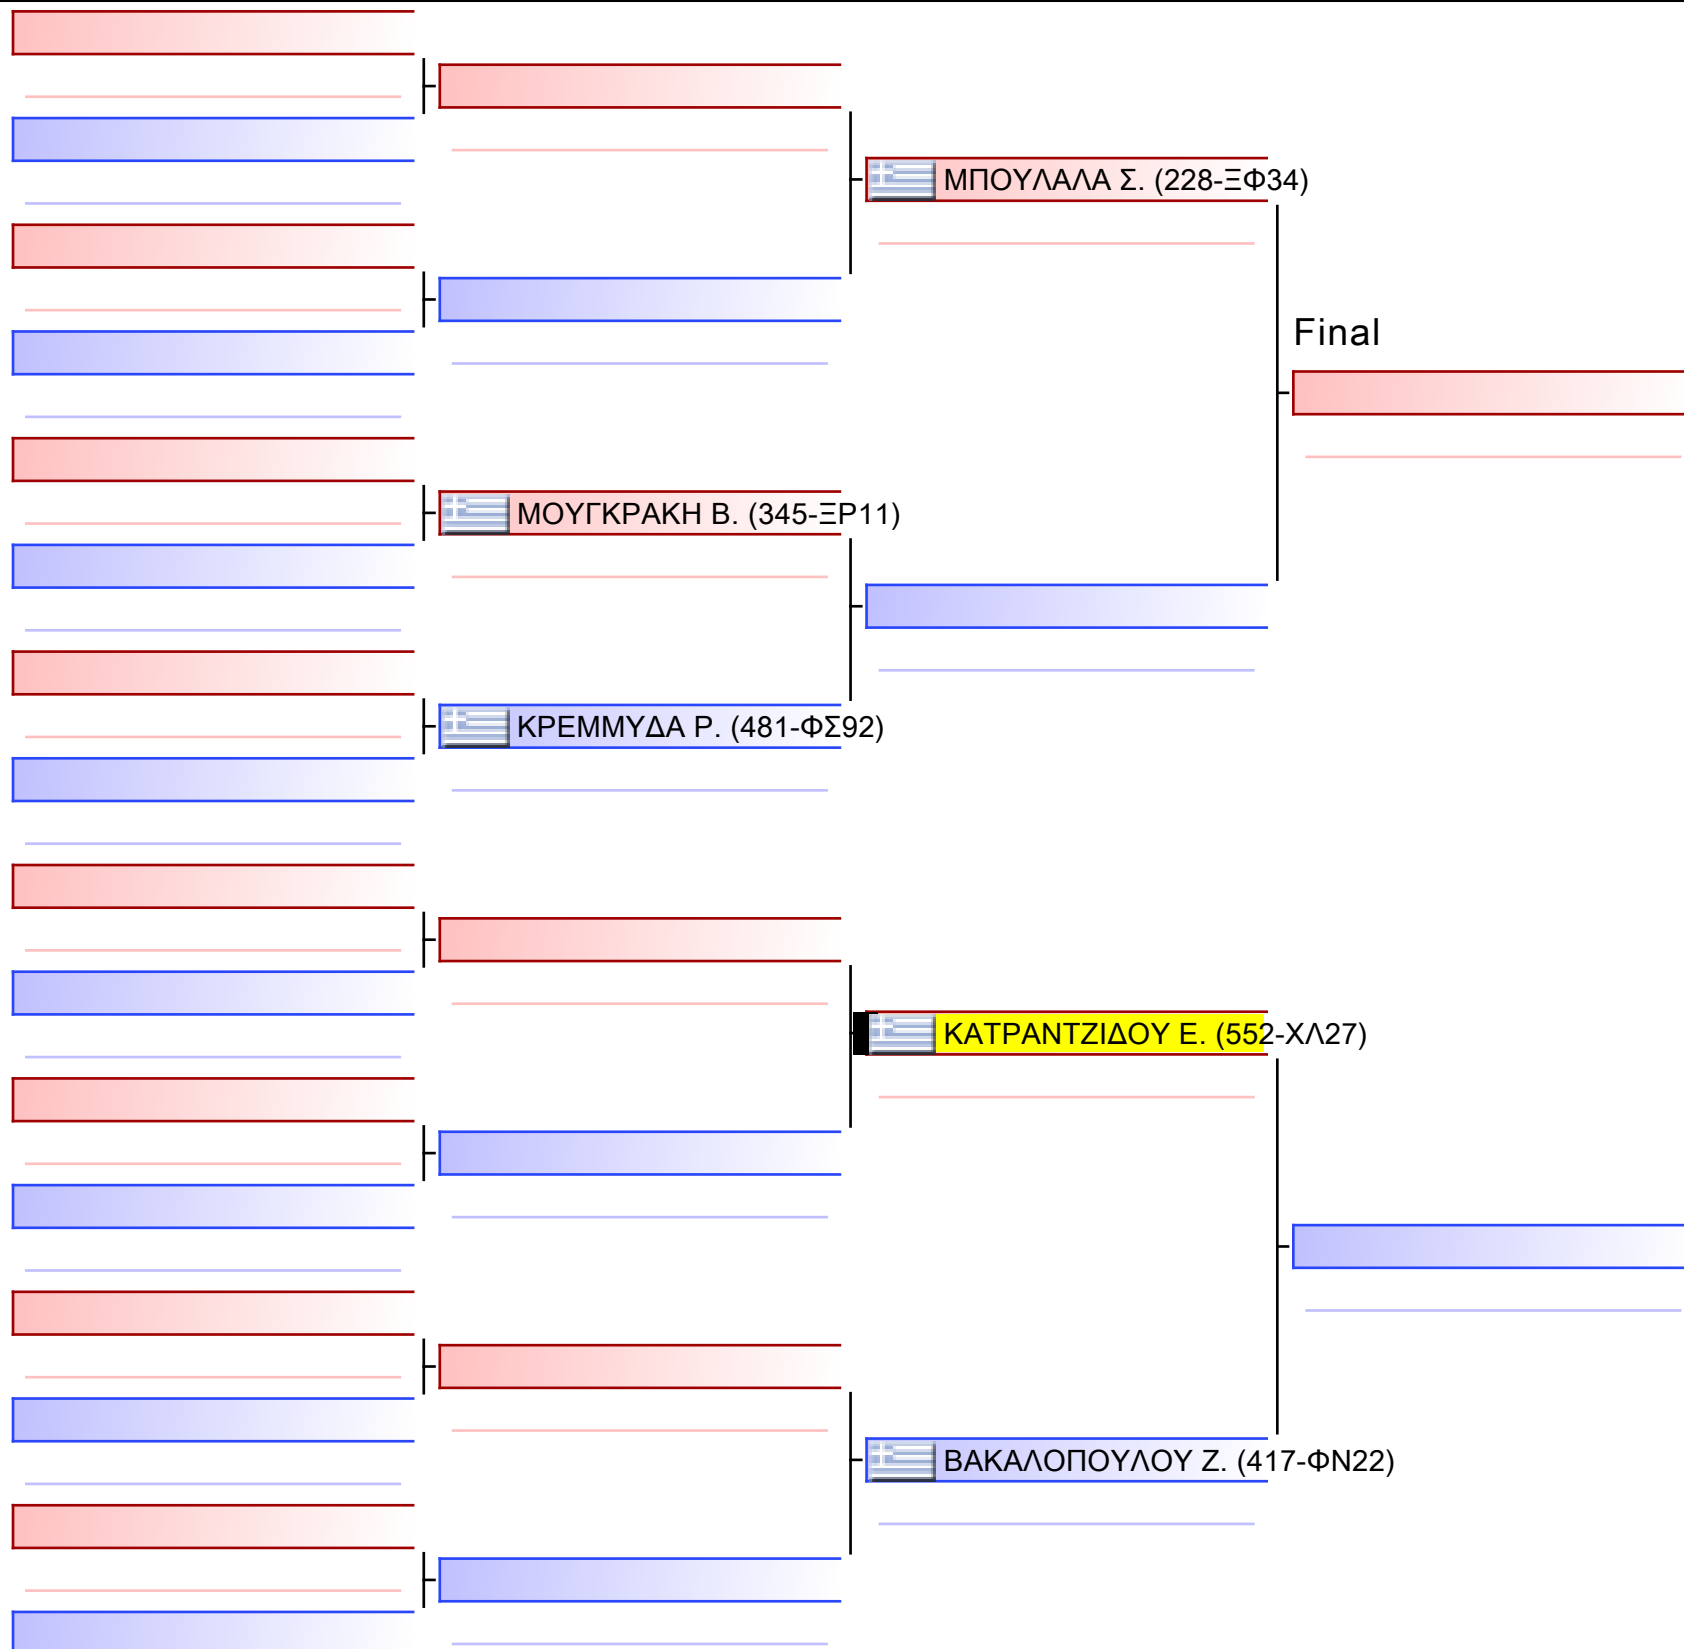 ΜΠΟΥΛΑΛΑ Σ. (228-ΞΦ34)
Final
ΜΟΥΓΚΡΑΚΗ Β. (345-ΞΡ11)
ΚΡΕΜΜΥΔΑ Ρ. (481-ΦΣ92)
ΚΑΤΡΑΝΤΖΙΔΟΥ Ε. (552-ΧΛ27)
ΒΑΚΑΛΟΠΟΥΛΟΥ Ζ. (417-ΦΝ22)